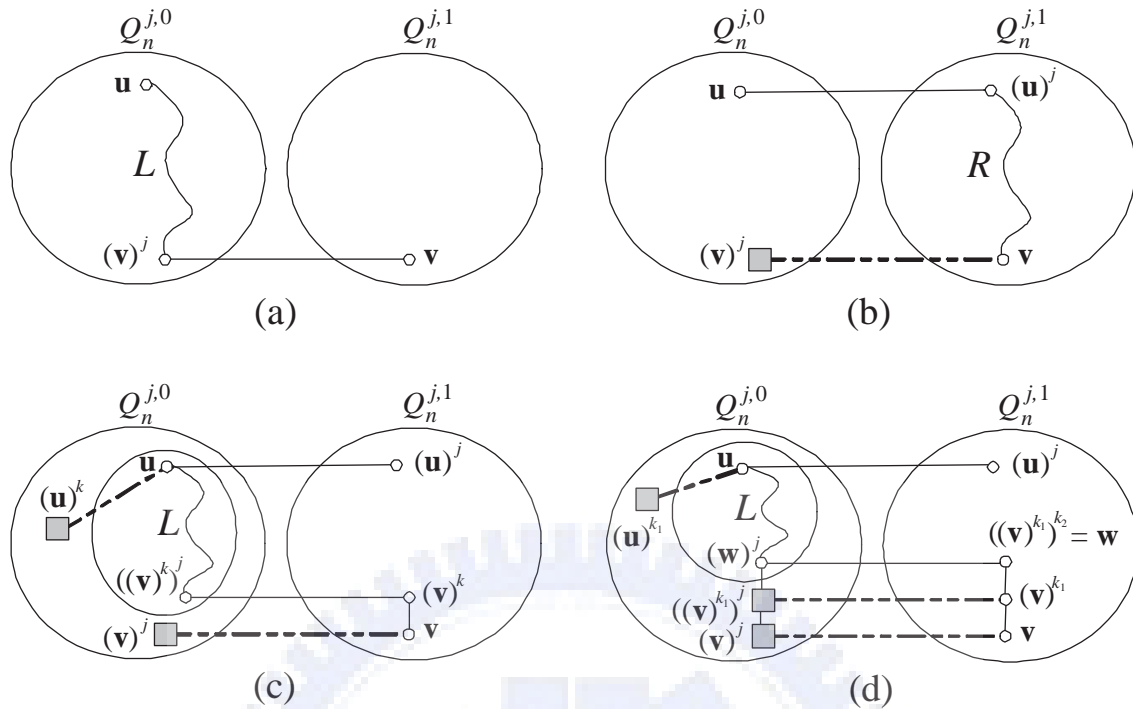 Q_n^{j,0} Q_n^{j,1}
u
L
(v)^j v
(a)
Q_n^{j,0} Q_n^{j,1}
u (u)^j
R
(v)^j v
(b)
Q_n^{j,0} Q_n^{j,1}
u (u)^j
(u)^k
L
((v)^k)^j (v)^k
(v)^j v
(c)
Q_n^{j,0} Q_n^{j,1}
u (u)^j
(u)^{k_1}
L
(w)^j ((v)^{k_1})^{k_2} = w
((v)^{k_1})^j (v)^{k_1}
(v)^j v
(d)